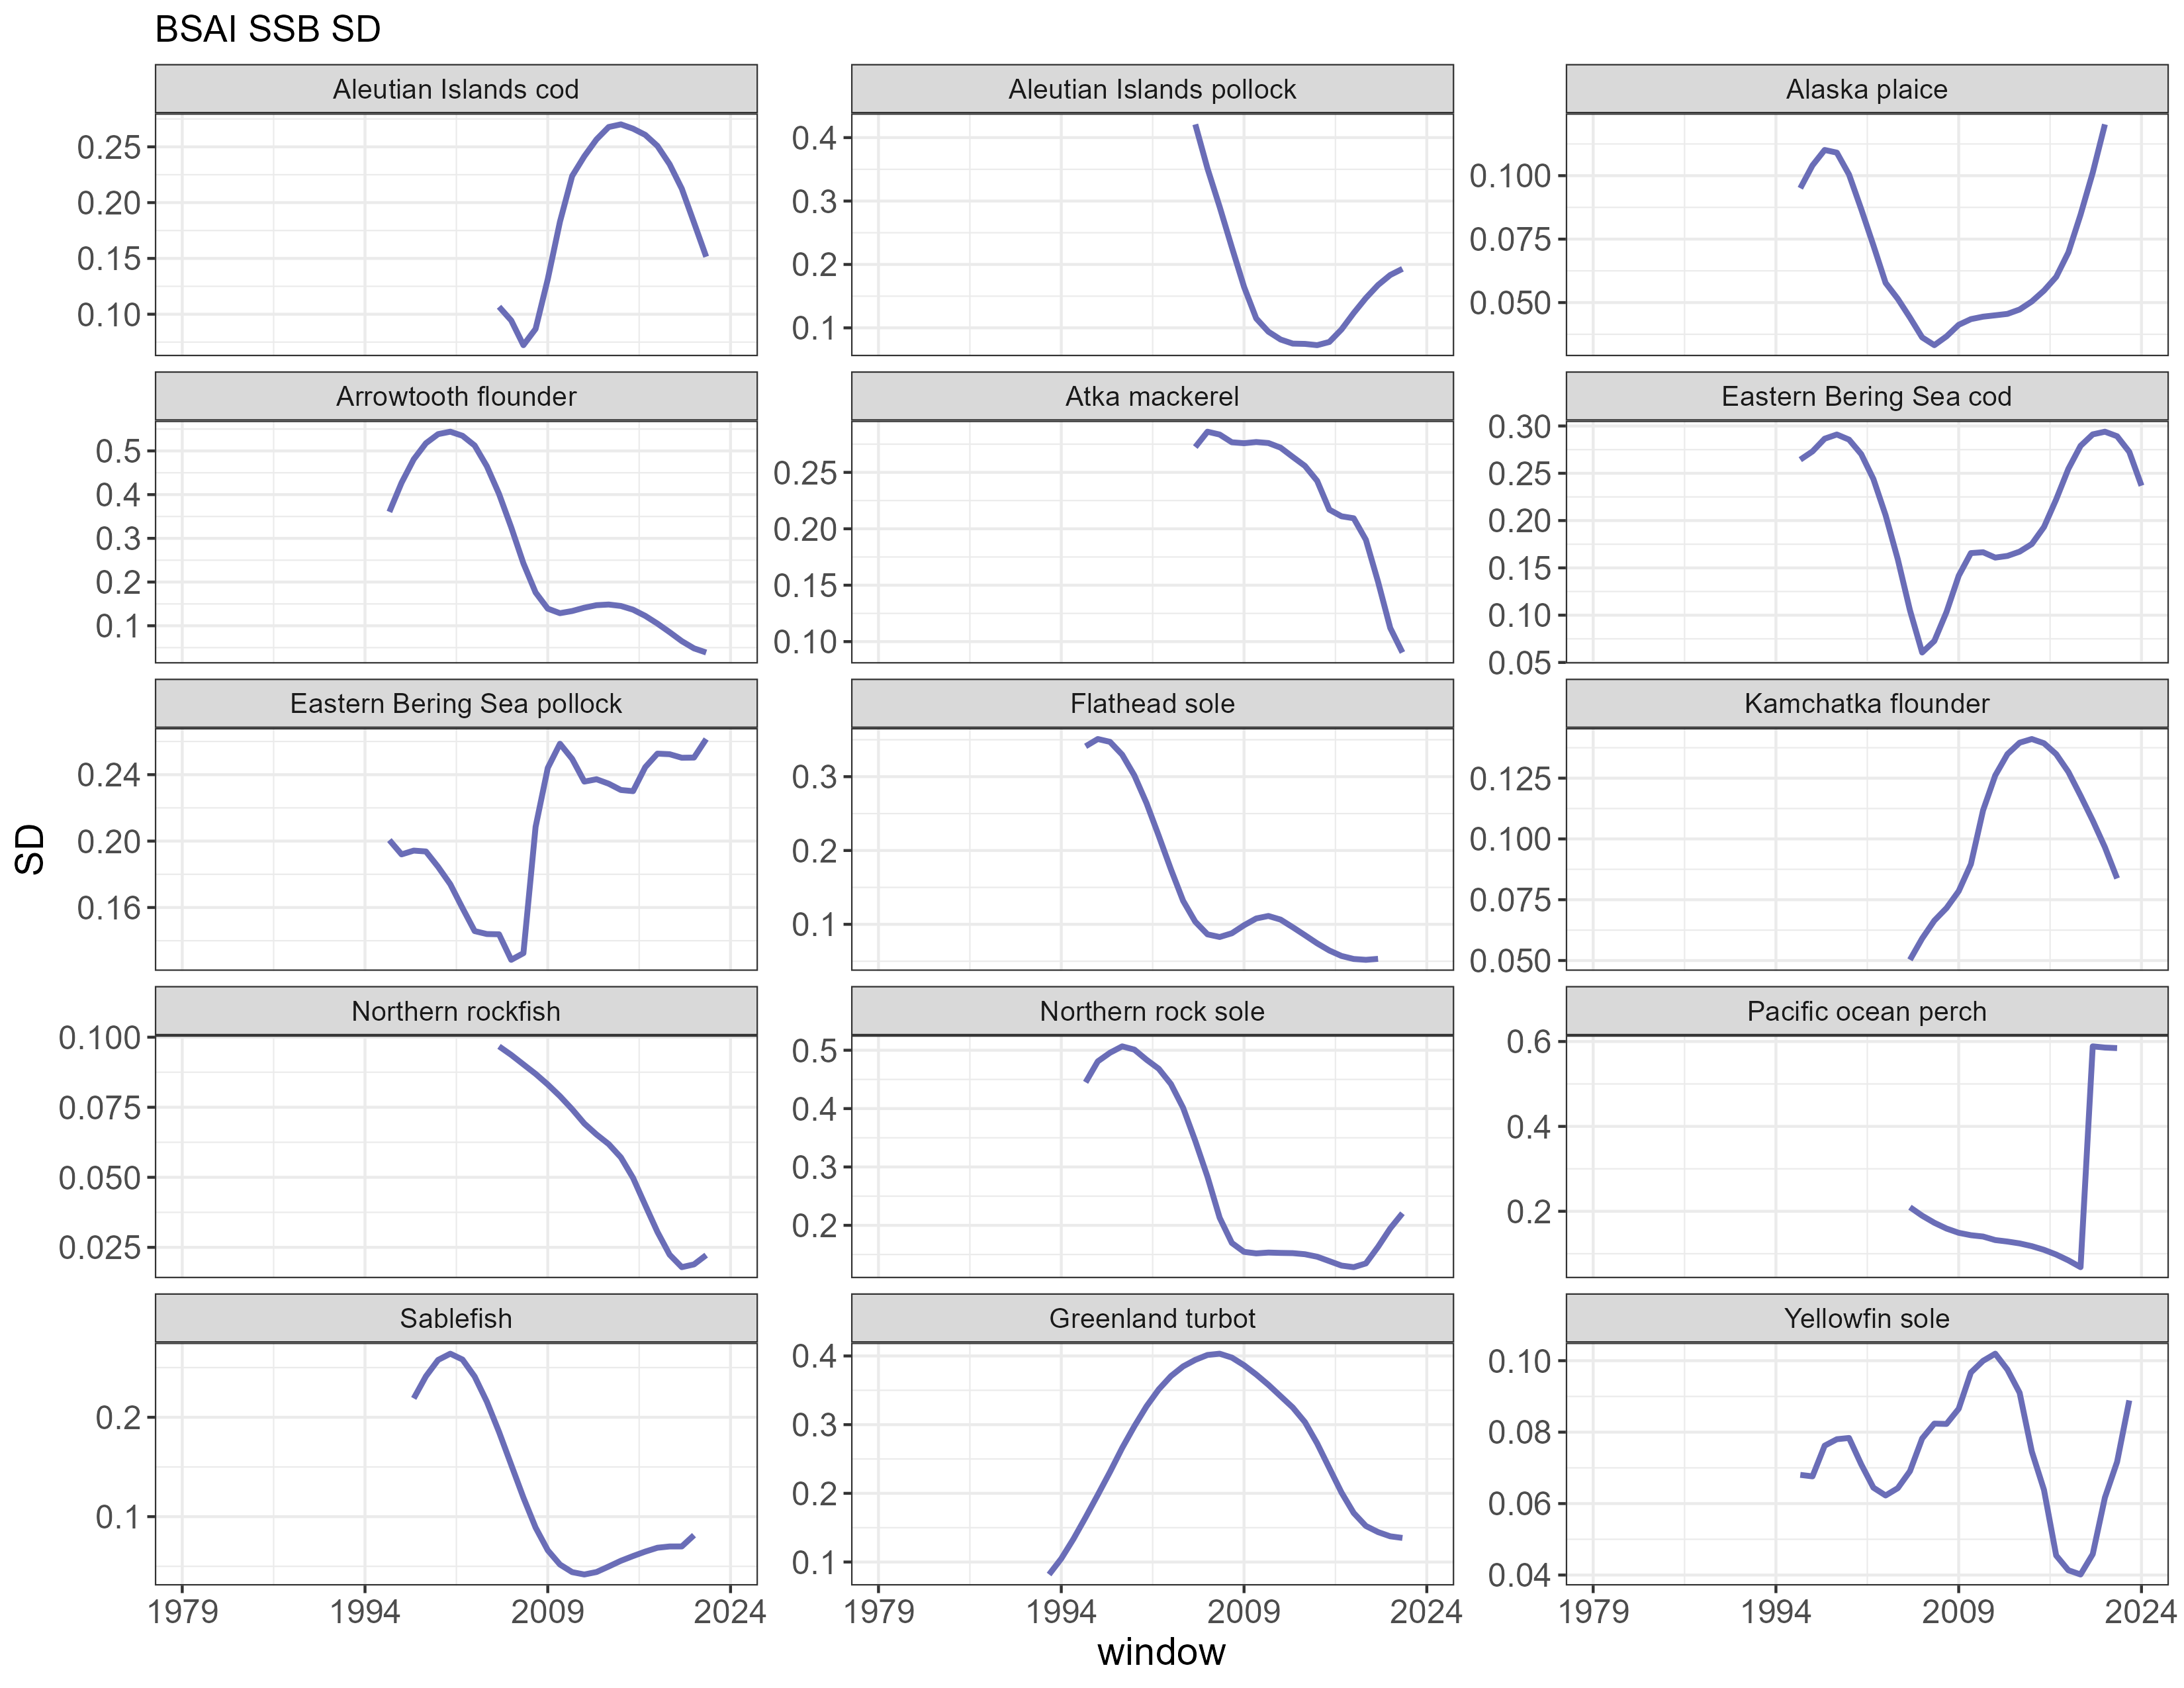 BSAI SSB SD
Aleutian Islands cod
0.25
0.20
0.15
0.10
Aleutian Islands pollock
0.4
0.3
0.2
0.1
Alaska plaice
0.100
0.075
0.050
Arrowtooth flounder
0.5
0.4
0.3
0.2
0.1
Atka mackerel
0.25
0.20
0.15
0.10
Eastern Bering Sea cod
0.30
0.25
0.20
0.15
0.10
0.05
Eastern Bering Sea pollock
0.24
0.20
0.16
Flathead sole
0.3
0.2
0.1
Kamchatka flounder
0.125
0.100
0.075
0.050
Northern rockfish
0.100
0.075
0.050
0.025
Northern rock sole
0.5
0.4
0.3
0.2
Pacific ocean perch
0.6
0.4
0.2
Sablefish
0.2
0.1
Greenland turbot
0.4
0.3
0.2
0.1
Yellowfin sole
0.10
0.08
0.06
0.04
1979 1994 2009 2024
1979 1994 2009 2024
1979 1994 2009 2024
SD
window